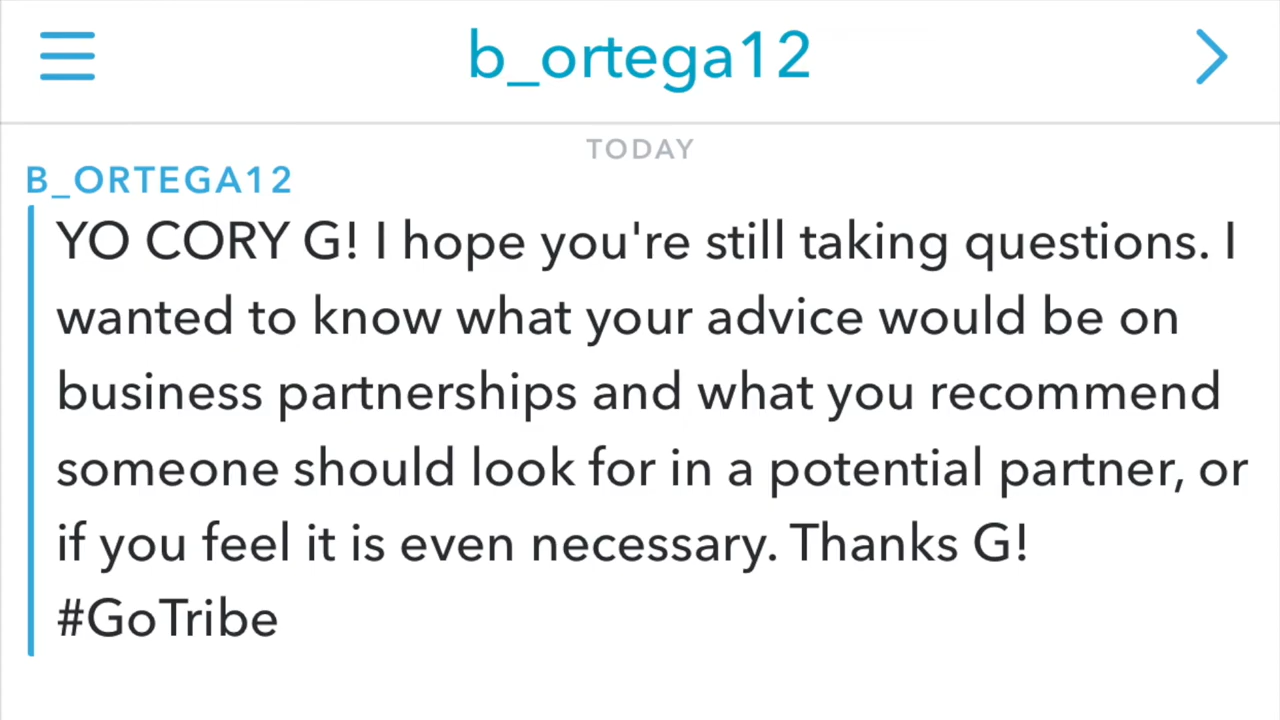 b_ortega12
TODAY
B_ORTEGA12
YO CORY G! I hope you're still taking questions. I
wanted to know what your advice would be on
business partnerships and what you recommend
someone should look for in a potential partner, or
if you feel it is even necessary. Thanks G!
#GoTribe